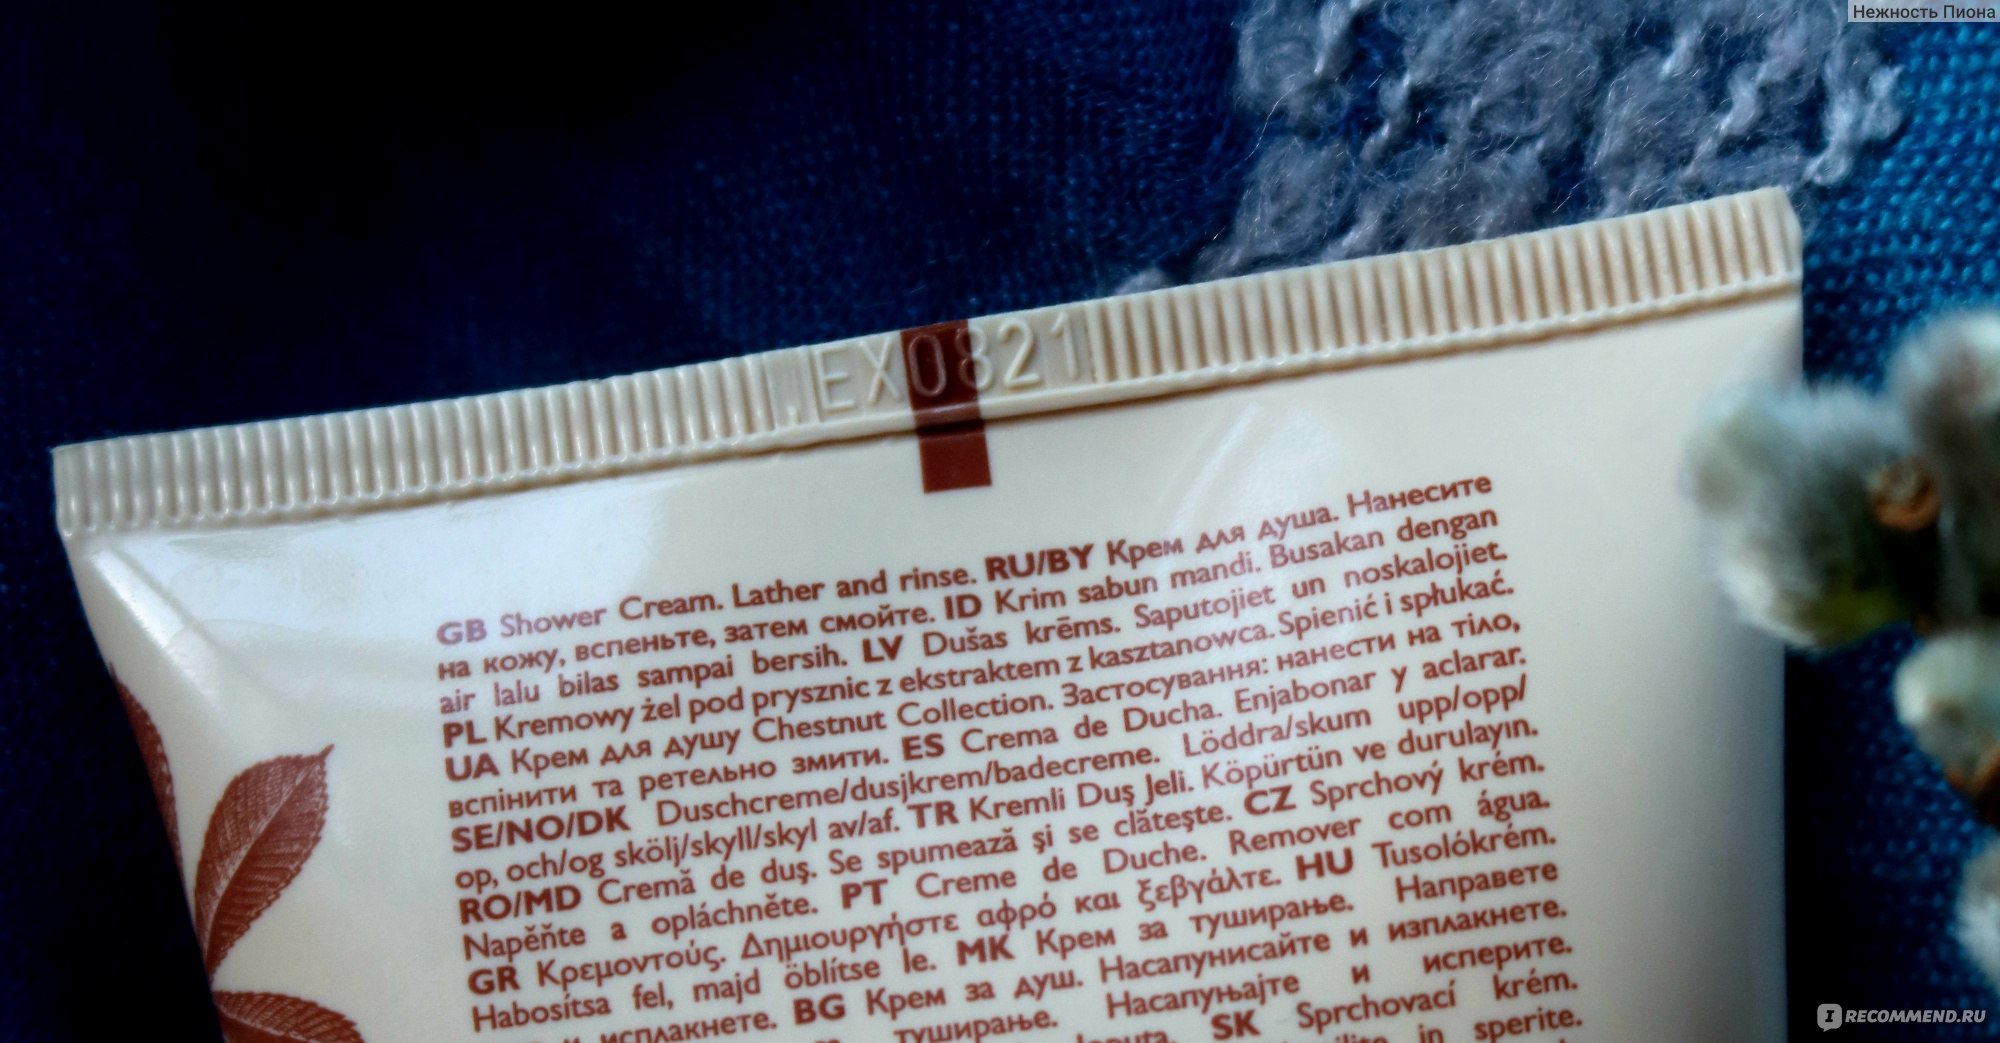 Нежность Пиона
.EX0821
GB Shower Cream. Lather and rinse. RU/BY Крем для душа. Нанесите
на кожу, вспеньте, затем смойте. ID Krim sabun mandi. Busakan dengan
air lalu bilas sampai bersih. LV Dušas krēms. Saputojiet un noskalojiet.
PL Kremowy żel pod prysznic z ekstraktem z kasztanowca. Spienić i spłukać.
UA Крем для душу Chestnut Collection. Застосування: нанести на тіло,
вспінити та ретельно змити. ES Crema de Ducha. Enjabonar y aclarar.
SE/NO/DK Duschcreme/dusjkrem/badecreme. Löddra/skum upp/opp/
op, och/og skölj/skyll/skyl av/af. TR Kremli Duş Jeli. Köpürtün ve durulayın.
RO/MD Cremă de duş. Se spumează şi se clăteşte. CZ Sprchový krém.
Napěňte a opláchněte. PT Creme de Duche. Remover com água.
GR Κρεμοντούς. Δημιουργήστε αφρό και ξεβγάλτε. HU Tusolókrém.
Habosítsa fel, majd öblítse le. MK Крем за туширање. Направете
и исплакнете. BG Крем за душ. Насапунисайте и изплакнете.
туширање. Насапуњајте и исперите.
SK Sprchovací krém.
in sperite.
IRECOMMEND.RU